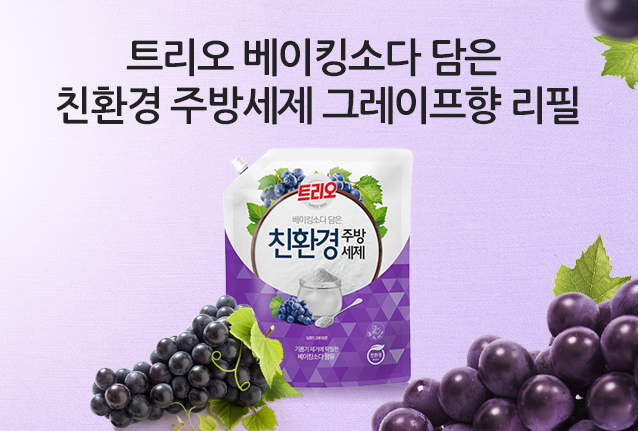 트리오 베이킹소다 담은
친환경 주방세제 그레이프향 리필
트리오
베이킹소다 담은
친환경 주방
세제
기름기 제거에 탁월한
베이킹소다 함유
친환경